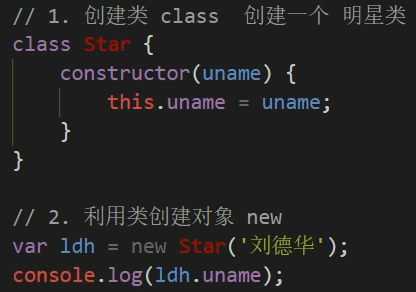 // 1. 创建类 class  创建一个 明星类
class Star {
    constructor(uname) {
        this.uname = uname;
    }
}

// 2. 利用类创建对象 new
var ldh = new Star('刘德华');
console.log(ldh.uname);